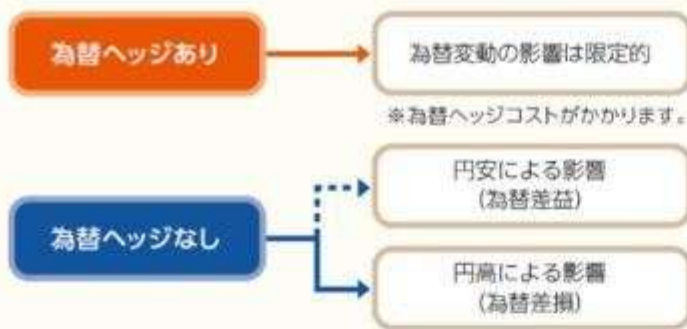 為替ヘッジあり
為替変動の影響は限定的
※為替ヘッジコストがかかります。
為替ヘッジなし
円安による影響
(為替差益)
円高による影響
(為替差損)